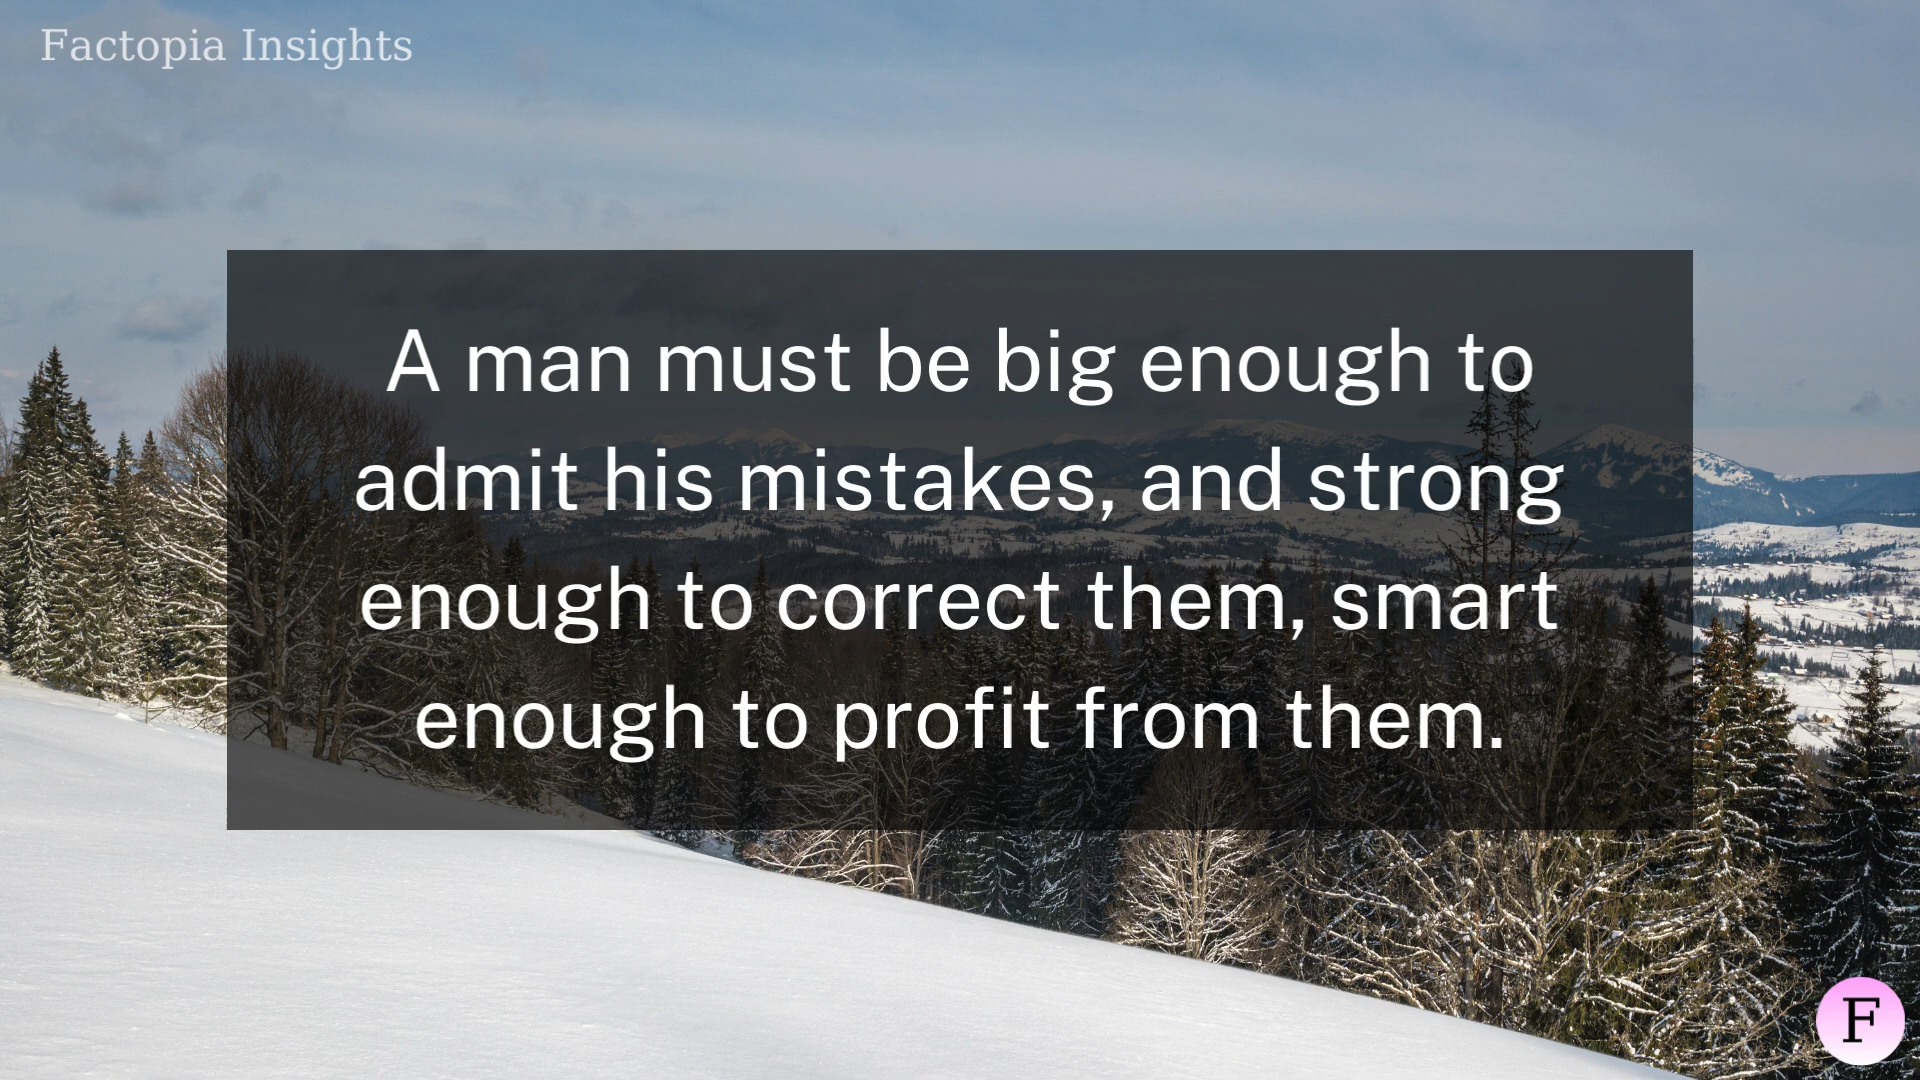 Factopia Insights
A man must be big enough to
admit his mistakes, and strong
enough to correct them, smart
enough to profit from them.
F